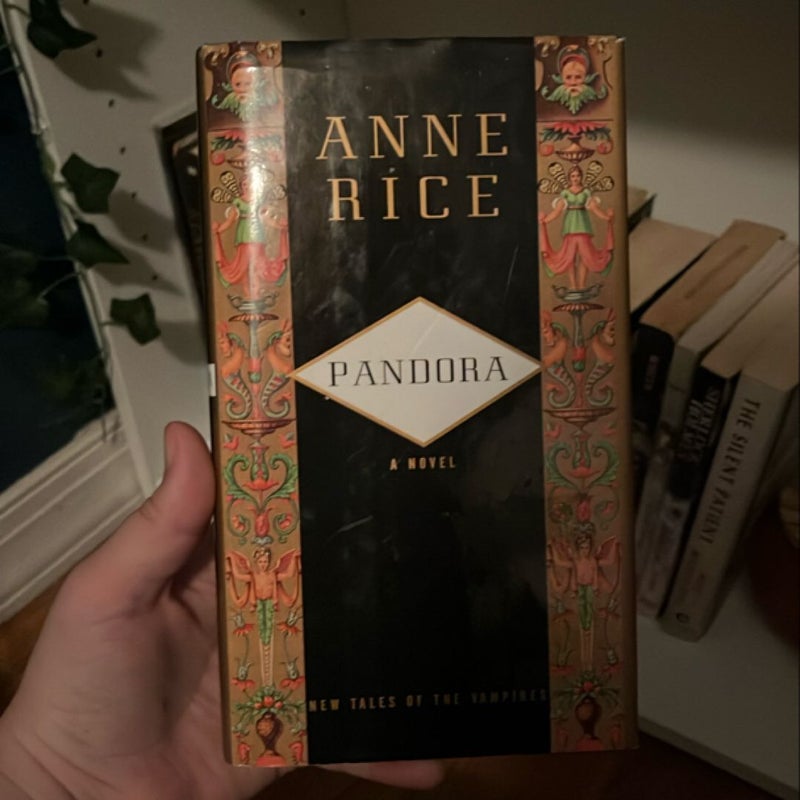 ANNE
RICE
PANDORA
A NOVEL
NEW TALES OF THE VAMPIRES
THE SILENT PATIENT